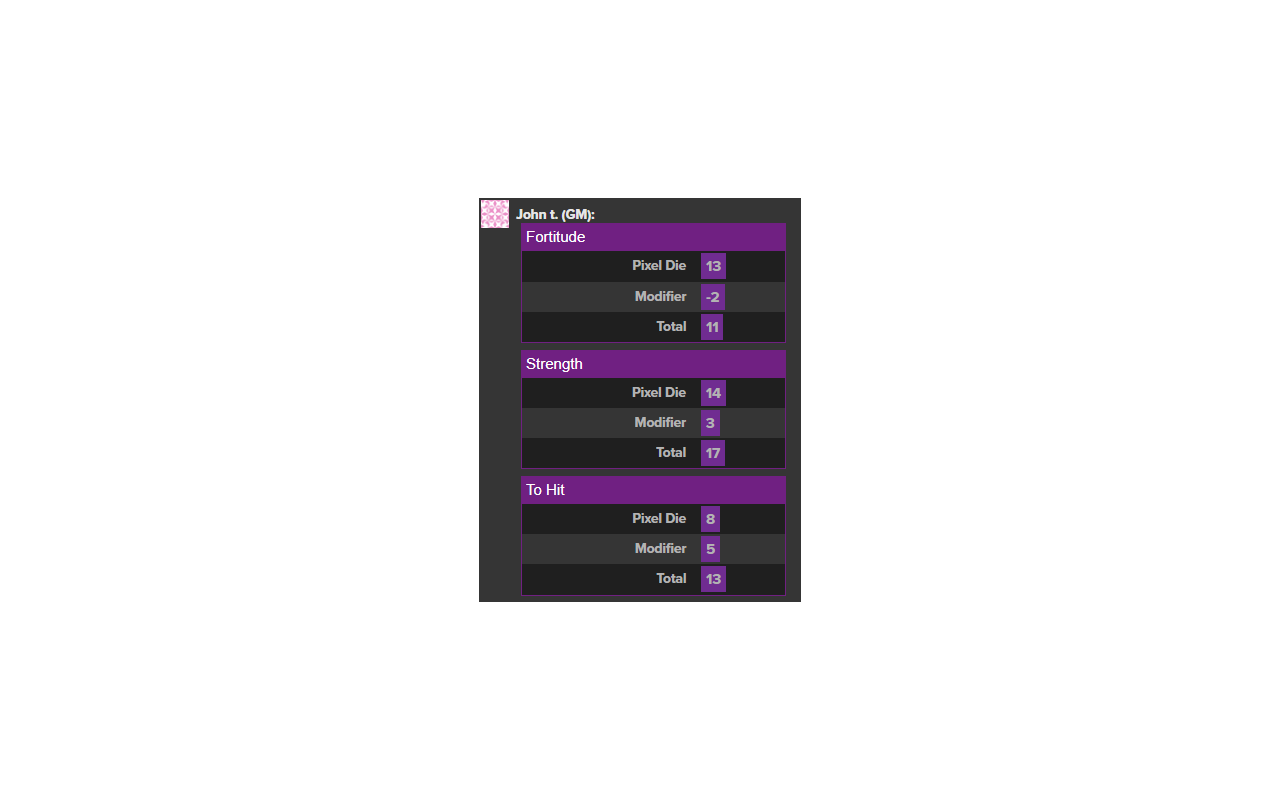 John t. (GM):
Fortitude
Pixel Die 13
Modifier -2
Total 11
Strength
Pixel Die 14
Modifier 3
Total 17
To Hit
Pixel Die 8
Modifier 5
Total 13